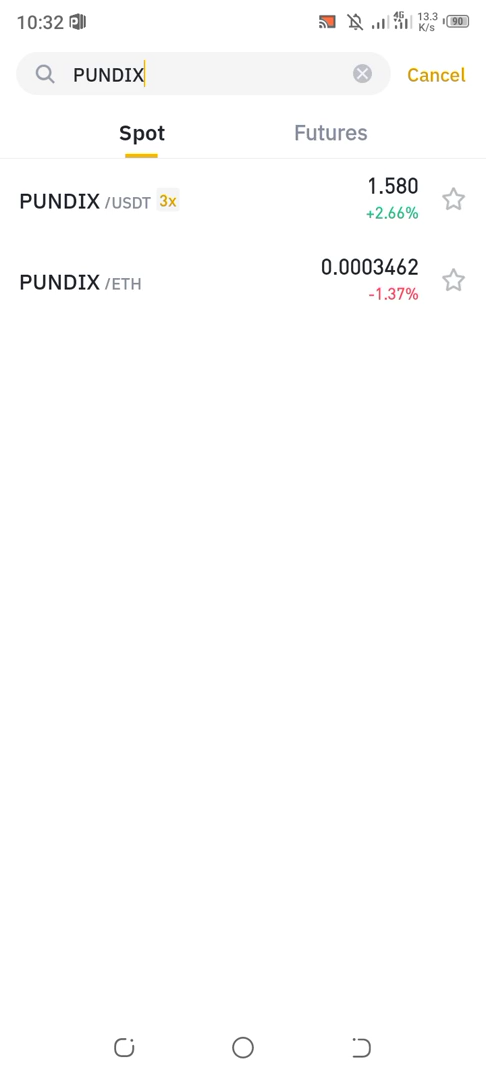 10:32 4G 13.3 K/s 90
PUNDIX Cancel
Spot Futures
PUNDIX /USDT 3x 1.580
+2.66%
PUNDIX /ETH 0.0003462
-1.37%